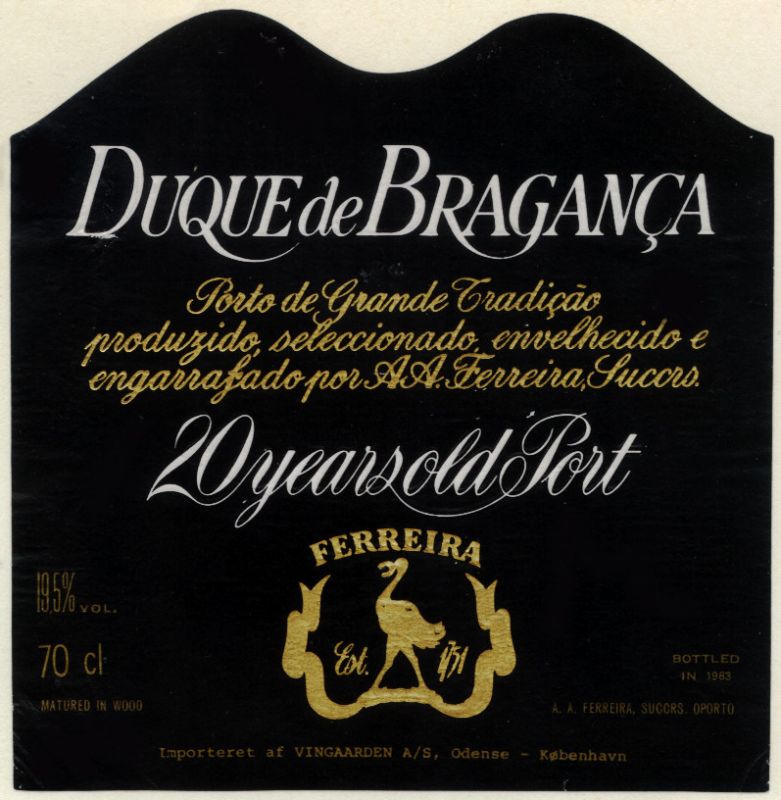 DUQUE de BRAGANÇA
Porto de Grande Tradição
produzido, seleccionado, envelhecido e
engarrafado por A.A. Ferreira, Succrs.
20 years old Port
FERREIRA
Est. 1751
19,5% VOL.
70 cl
MATURED IN WOOD
BOTTLED
IN 1983
A. A. FERREIRA, SUCCRS. OPORTO
Importeret af VINGAARDEN A/S, Odense - København